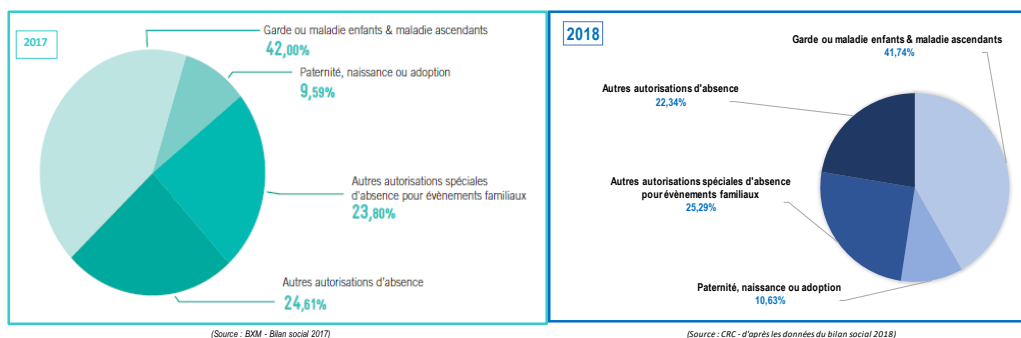 2017
Garde ou maladie enfants & maladie ascendants
42,00%
Paternité, naissance ou adoption
9,59%
Autres autorisations spéciales
d'absence pour évènements familiaux
23,80%
Autres autorisations d'absence
24,61%
(Source : BXM - Bilan social 2017)
2018
Garde ou maladie enfants & maladie ascendants
41,74%
Autres autorisations d'absence
22,34%
Autres autorisations spéciales d'absence
pour évènements familiaux
25,29%
Paternité, naissance ou adoption
10,63%
(Source : CRC - d'après les données du bilan social 2018)